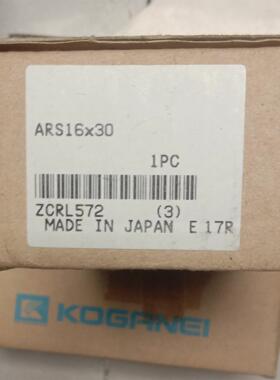 ARS16x30
1PC
ZCRL572 (3)
MADE IN JAPAN E 17R
KOGANEI